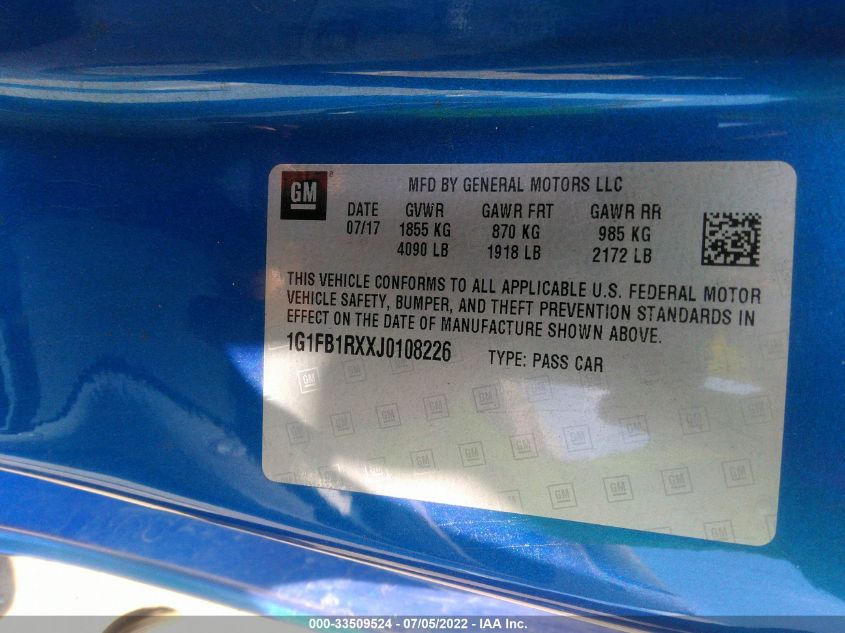 GM ®
MFD BY GENERAL MOTORS LLC
DATE GVWR GAWR FRT GAWR RR
07/17 1855 KG 870 KG 985 KG
4090 LB 1918 LB 2172 LB
THIS VEHICLE CONFORMS TO ALL APPLICABLE U.S. FEDERAL MOTOR
VEHICLE SAFETY, BUMPER, AND THEFT PREVENTION STANDARDS IN
EFFECT ON THE DATE OF MANUFACTURE SHOWN ABOVE.
1G1FB1RXXJ0108226 TYPE: PASS CAR
000-33509524 - 07/05/2022 - IAA Inc.